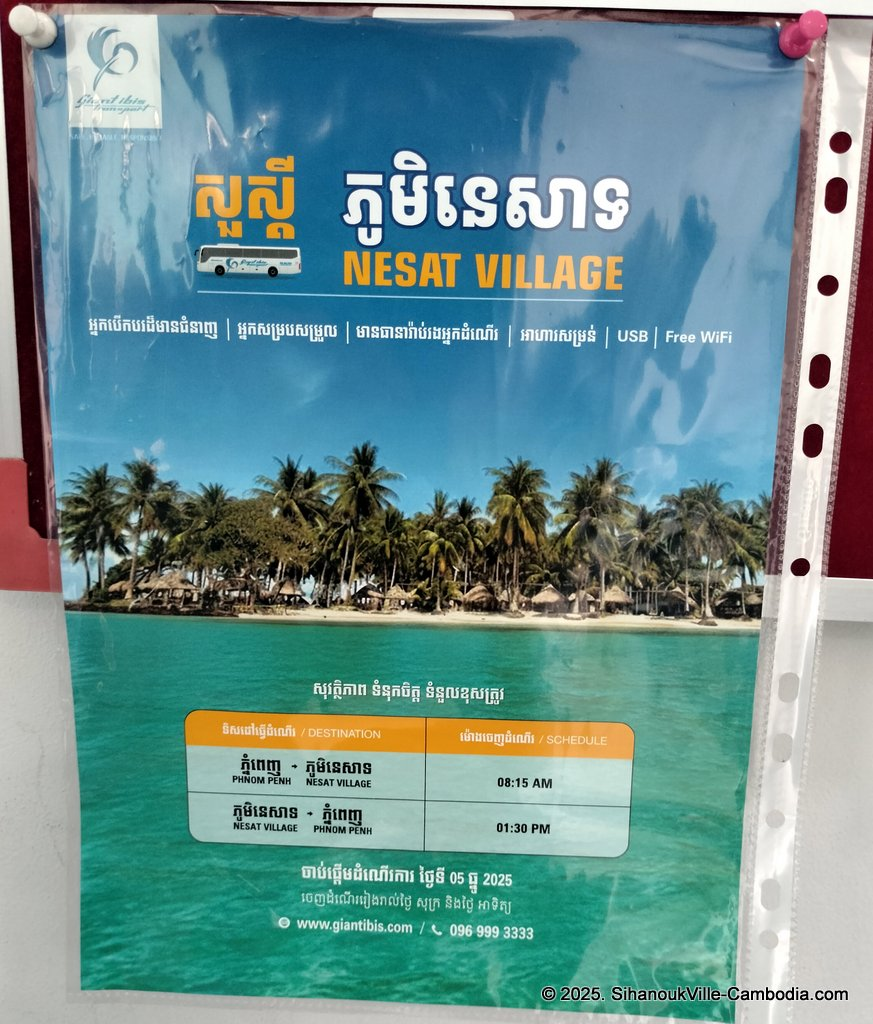 Giant ibis
transport
សួស្តី ភូមិនេសាទ
NESAT VILLAGE
អ្នកបើកបរដ៏មានជំនាញ | អ្នកសម្របសម្រួល | មានធានារ៉ាប់រងអ្នកដំណើរ | អាហារសម្រន់ | USB | Free WiFi
សុវត្ថិភាព ទំនុកចិត្ត ទំនួលខុសត្រូវ
ទិសដៅធ្វើដំណើរ / DESTINATION ម៉ោងចេញដំណើរ / SCHEDULE
ភ្នំពេញ → ភូមិនេសាទ
PHNOM PENH NESAT VILLAGE
08:15 AM
ភូមិនេសាទ → ភ្នំពេញ
NESAT VILLAGE PHNOM PENH
01:30 PM
ចាប់ផ្តើមដំណើរការ ថ្ងៃទី 05 ធ្នូ 2025
ចេញដំណើររៀងរាល់ថ្ងៃ សុក្រ និងថ្ងៃ អាទិត្យ
www.giantibis.com / 096 999 3333
© 2025. SihanoukVille-Cambodia.com